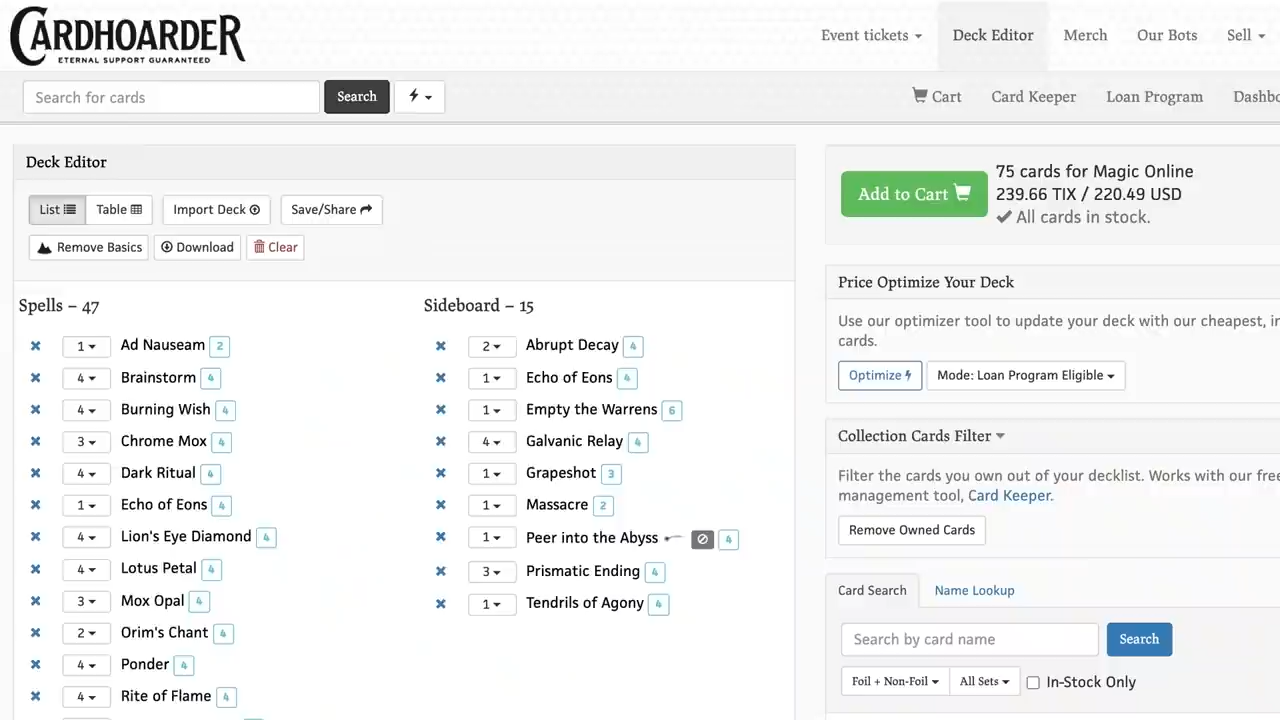 CARDHOARDER
ETERNAL SUPPORT GUARANTEED
Event tickets
Deck Editor
Merch
Our Bots
Sell
Search for cards
Search
Cart
Card Keeper
Loan Program
Dashbo
Deck Editor
List
Table
Import Deck
Save/Share
Remove Basics
Download
Clear
Spells – 47
1 Ad Nauseam 2
4 Brainstorm 4
4 Burning Wish 4
3 Chrome Mox 4
4 Dark Ritual 4
1 Echo of Eons 4
4 Lion's Eye Diamond 4
4 Lotus Petal 4
3 Mox Opal 4
2 Orim's Chant 4
4 Ponder 4
4 Rite of Flame 4
Sideboard – 15
2 Abrupt Decay 4
1 Echo of Eons 4
1 Empty the Warrens 6
4 Galvanic Relay 4
1 Grapeshot 3
1 Massacre 2
1 Peer into the Abyss 4
3 Prismatic Ending 4
1 Tendrils of Agony 4
Add to Cart
75 cards for Magic Online
239.66 TIX / 220.49 USD
All cards in stock.
Price Optimize Your Deck
Use our optimizer tool to update your deck with our cheapest, in
cards.
Optimize
Mode: Loan Program Eligible
Collection Cards Filter
Filter the cards you own out of your decklist. Works with our free
management tool, Card Keeper.
Remove Owned Cards
Card Search
Name Lookup
Search by card name
Search
Foil + Non-Foil
All Sets
In-Stock Only